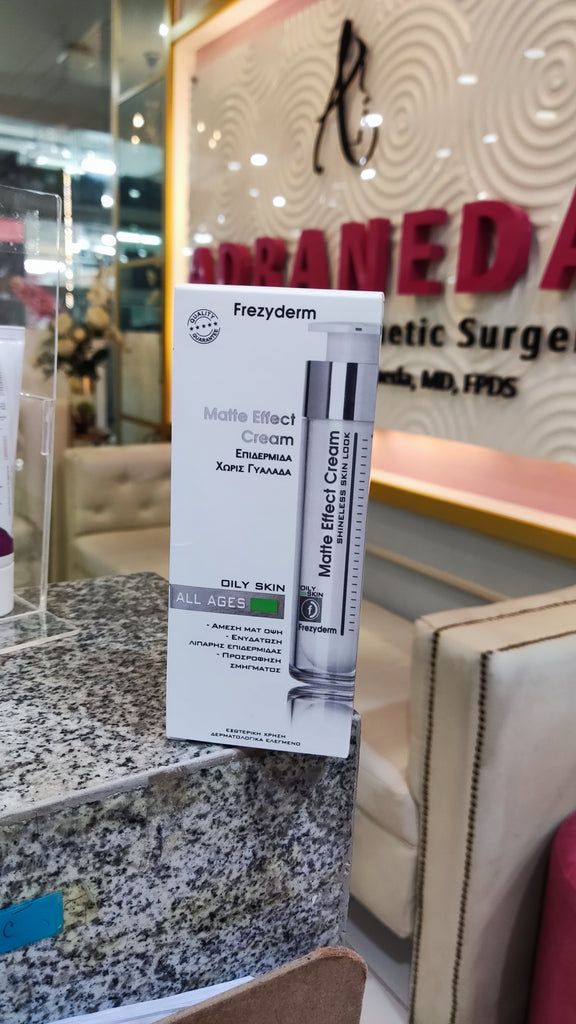 ADRANEDA
netic Surge
eda, MD, FPDS
QUALITY
GUARANTEE
Frezyderm
Matte Effect
Cream
ΕΠΙΔΕΡΜΙΔΑ
ΧΩΡΙΣ ΓΥΑΛΑΔΑ
OILY SKIN
ALL AGES
- ΑΜΕΣΗ ΜΑΤ ΟΨΗ
- ΕΝΥΔΑΤΩΣΗ
ΛΙΠΑΡΗΣ ΕΠΙΔΕΡΜΙΔΑΣ
- ΠΡΟΣΡΟΦΗΣΗ
ΣΜΗΓΜΑΤΟΣ
ΕΞΩΤΕΡΙΚΗ ΧΡΗΣΗ
ΔΕΡΜΑΤΟΛΟΓΙΚΑ ΕΛΕΓΜΕΝΟ
Matte Effect Cream
SHINELESS SKIN LOOK
OILY
SKIN
f
Frezyderm
C